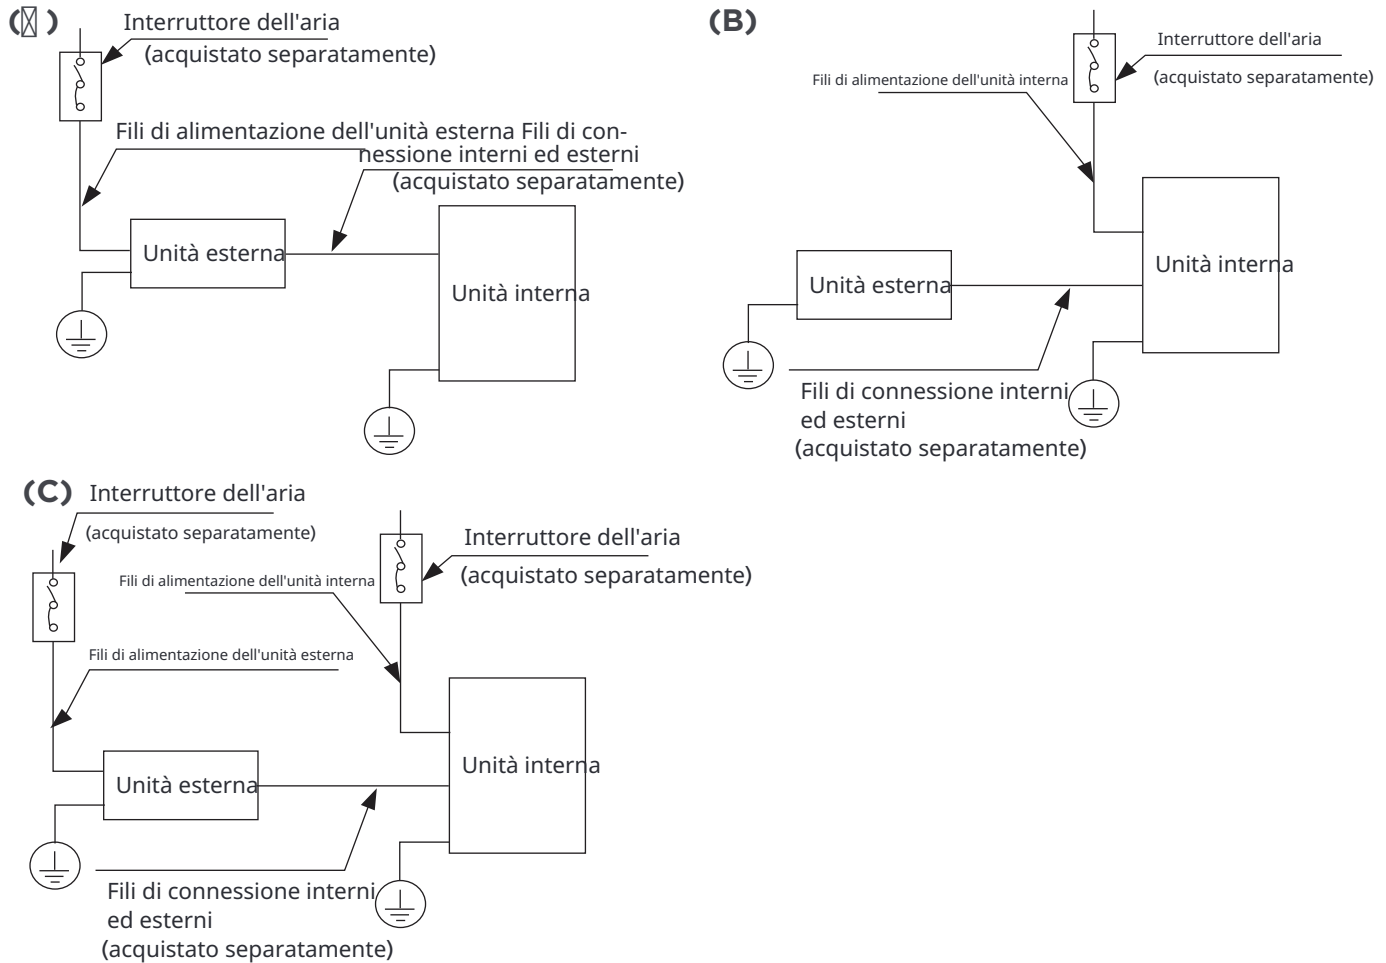 ( )
Interruttore dell'aria
(acquistato separatamente)
Fili di alimentazione dell'unità esterna Fili di con-
nessione interni ed esterni
(acquistato separatamente)
Unità esterna
Unità interna
(B)
Interruttore dell'aria
(acquistato separatamente)
Fili di alimentazione dell'unità interna
Unità esterna
Unità interna
Fili di connessione interni
ed esterni
(acquistato separatamente)
(C)
Interruttore dell'aria
(acquistato separatamente)
Interruttore dell'aria
(acquistato separatamente)
Fili di alimentazione dell'unità interna
Fili di alimentazione dell'unità esterna
Unità esterna
Unità interna
Fili di connessione interni
ed esterni
(acquistato separatamente)